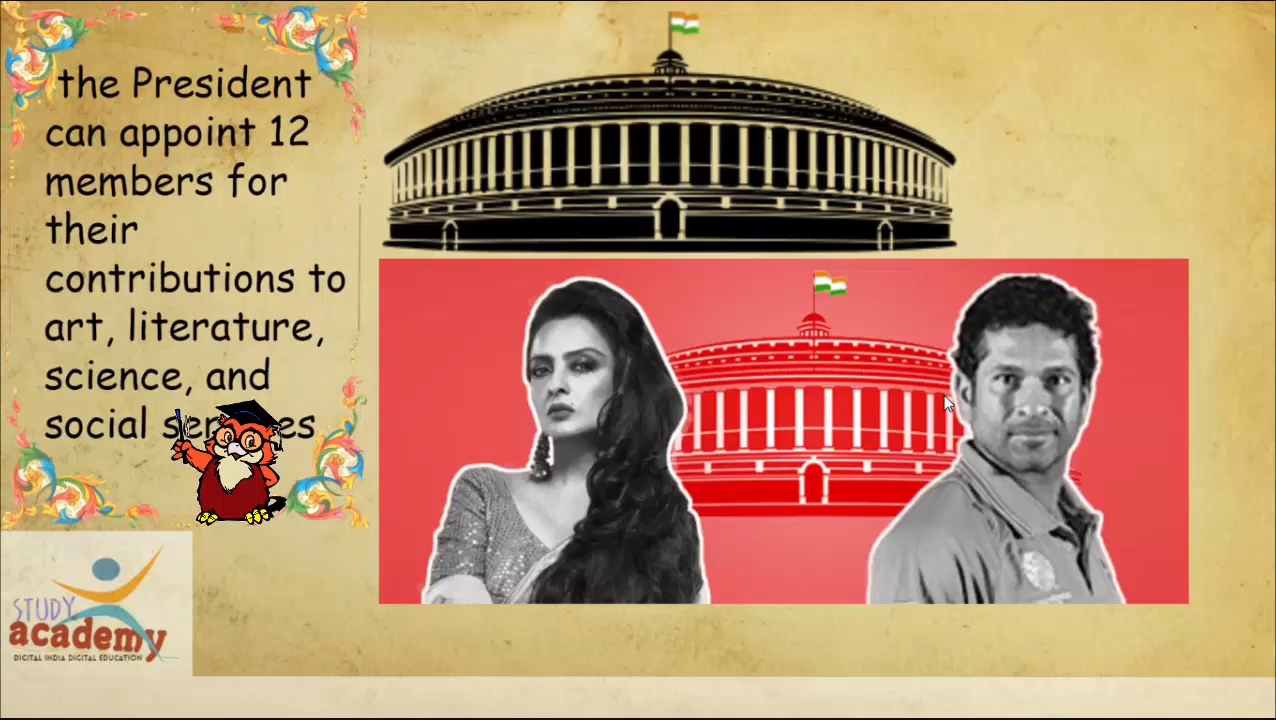 the President
can appoint 12
members for
their
contributions to
art, literature,
science, and
social
STUDY
academy
DIGITAL INDIA DIGITAL EDUCATION